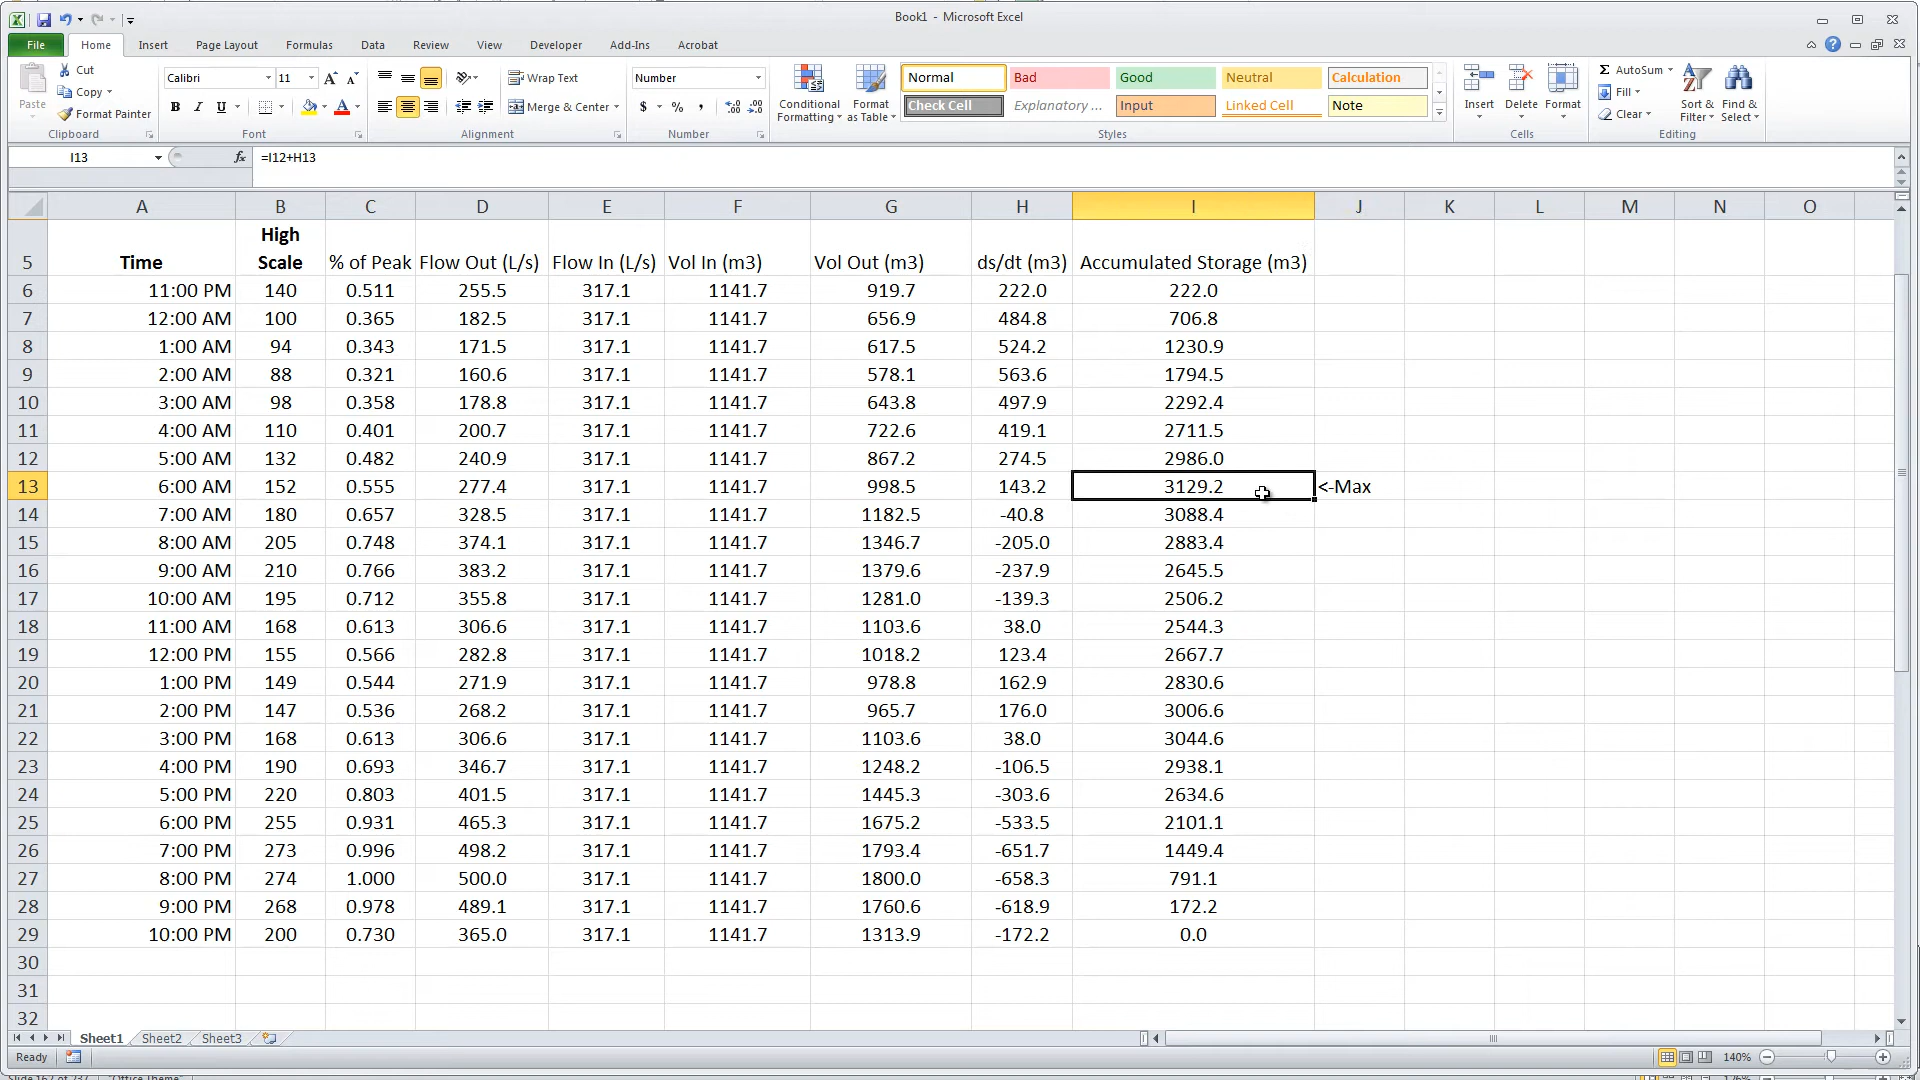 Book1 - Microsoft Excel
File Home Insert Page Layout Formulas Data Review View Developer Add-Ins Acrobat
Paste Cut Copy Format Painter Clipboard
Calibri 11 A A B I U A Font
Wrap Text Merge & Center Alignment
Number $ % , .0 .00 .00 .0 Number
Conditional Formatting Format as Table
Normal Bad Good Neutral Calculation
Check Cell Explanatory ... Input Linked Cell Note
Styles
Insert Delete Format Cells
Σ AutoSum Fill Clear Sort & Filter Find & Select Editing
I13 fx =I12+H13
A B C D E F G H I J K L M N O
5 Time High Scale % of Peak Flow Out (L/s) Flow In (L/s) Vol In (m3) Vol Out (m3) ds/dt (m3) Accumulated Storage (m3)
6 11:00 PM 140 0.511 255.5 317.1 1141.7 919.7 222.0 222.0
7 12:00 AM 100 0.365 182.5 317.1 1141.7 656.9 484.8 706.8
8 1:00 AM 94 0.343 171.5 317.1 1141.7 617.5 524.2 1230.9
9 2:00 AM 88 0.321 160.6 317.1 1141.7 578.1 563.6 1794.5
10 3:00 AM 98 0.358 178.8 317.1 1141.7 643.8 497.9 2292.4
11 4:00 AM 110 0.401 200.7 317.1 1141.7 722.6 419.1 2711.5
12 5:00 AM 132 0.482 240.9 317.1 1141.7 867.2 274.5 2986.0
13 6:00 AM 152 0.555 277.4 317.1 1141.7 998.5 143.2 3129.2 <-Max
14 7:00 AM 180 0.657 328.5 317.1 1141.7 1182.5 -40.8 3088.4
15 8:00 AM 205 0.748 374.1 317.1 1141.7 1346.7 -205.0 2883.4
16 9:00 AM 210 0.766 383.2 317.1 1141.7 1379.6 -237.9 2645.5
17 10:00 AM 195 0.712 355.8 317.1 1141.7 1281.0 -139.3 2506.2
18 11:00 AM 168 0.613 306.6 317.1 1141.7 1103.6 38.0 2544.3
19 12:00 PM 155 0.566 282.8 317.1 1141.7 1018.2 123.4 2667.7
20 1:00 PM 149 0.544 271.9 317.1 1141.7 978.8 162.9 2830.6
21 2:00 PM 147 0.536 268.2 317.1 1141.7 965.7 176.0 3006.6
22 3:00 PM 168 0.613 306.6 317.1 1141.7 1103.6 38.0 3044.6
23 4:00 PM 190 0.693 346.7 317.1 1141.7 1248.2 -106.5 2938.1
24 5:00 PM 220 0.803 401.5 317.1 1141.7 1445.3 -303.6 2634.6
25 6:00 PM 255 0.931 465.3 317.1 1141.7 1675.2 -533.5 2101.1
26 7:00 PM 273 0.996 498.2 317.1 1141.7 1793.4 -651.7 1449.4
27 8:00 PM 274 1.000 500.0 317.1 1141.7 1800.0 -658.3 791.1
28 9:00 PM 268 0.978 489.1 317.1 1141.7 1760.6 -618.9 172.2
29 10:00 PM 200 0.730 365.0 317.1 1141.7 1313.9 -172.2 0.0
30
31
32
Sheet1 Sheet2 Sheet3
Ready 140%